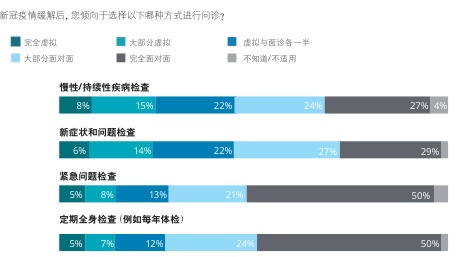 新冠疫情缓解后，您倾向于选择以下哪种方式进行问诊？
完全虚拟 大部分虚拟 虚拟与面诊各一半
大部分面对面 完全面对面 不知道/不适用
慢性/持续性疾病检查
8% 15% 22% 24% 27% 4%
新症状和问题检查
6% 14% 22% 27% 29%
紧急问题检查
5% 8% 13% 21% 50%
定期全身检查（例如每年体检）
5% 7% 12% 24% 50%